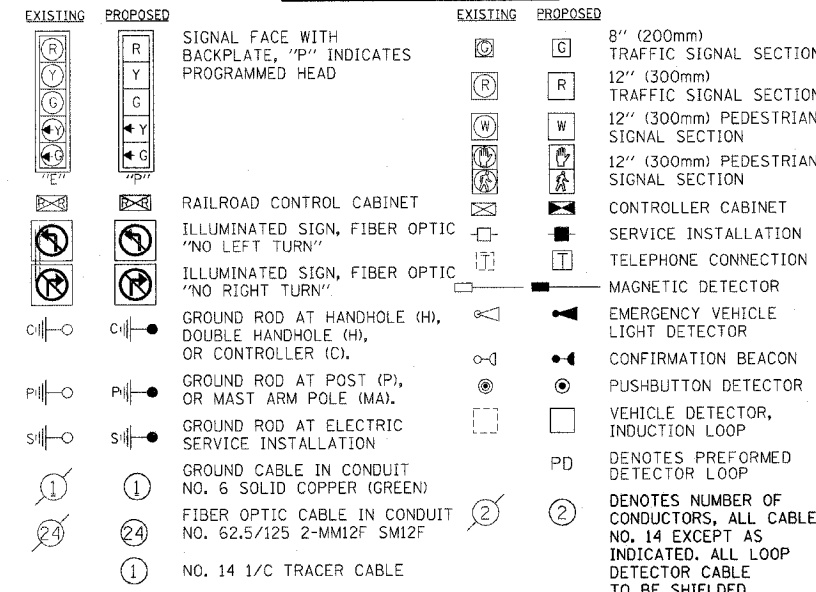 EXISTING PROPOSED
R R SIGNAL FACE WITH
Y Y BACKPLATE, "P" INDICATES
G G PROGRAMMED HEAD
Y Y
G G
"E" "P"
RAILROAD CONTROL CABINET
ILLUMINATED SIGN, FIBER OPTIC
"NO LEFT TURN"
ILLUMINATED SIGN, FIBER OPTIC
"NO RIGHT TURN"
C C GROUND ROD AT HANDHOLE (H),
DOUBLE HANDHOLE (H),
OR CONTROLLER (C).
P P GROUND ROD AT POST (P),
OR MAST ARM POLE (MA).
S S GROUND ROD AT ELECTRIC
SERVICE INSTALLATION
1 1 GROUND CABLE IN CONDUIT
NO. 6 SOLID COPPER (GREEN)
24 24 FIBER OPTIC CABLE IN CONDUIT
NO. 62.5/125 2-MM12F SM12F
1 NO. 14 1/C TRACER CABLE
EXISTING PROPOSED
G G 8" (200mm)
TRAFFIC SIGNAL SECTION
R R 12" (300mm)
TRAFFIC SIGNAL SECTION
W W 12" (300mm) PEDESTRIAN
SIGNAL SECTION
12" (300mm) PEDESTRIAN
SIGNAL SECTION
CONTROLLER CABINET
SERVICE INSTALLATION
T T TELEPHONE CONNECTION
MAGNETIC DETECTOR
EMERGENCY VEHICLE
LIGHT DETECTOR
CONFIRMATION BEACON
PUSHBUTTON DETECTOR
VEHICLE DETECTOR,
INDUCTION LOOP
PD DENOTES PREFORMED
DETECTOR LOOP
2 2 DENOTES NUMBER OF
CONDUCTORS, ALL CABLE
NO. 14 EXCEPT AS
INDICATED. ALL LOOP
DETECTOR CABLE
TO BE SHIELDED